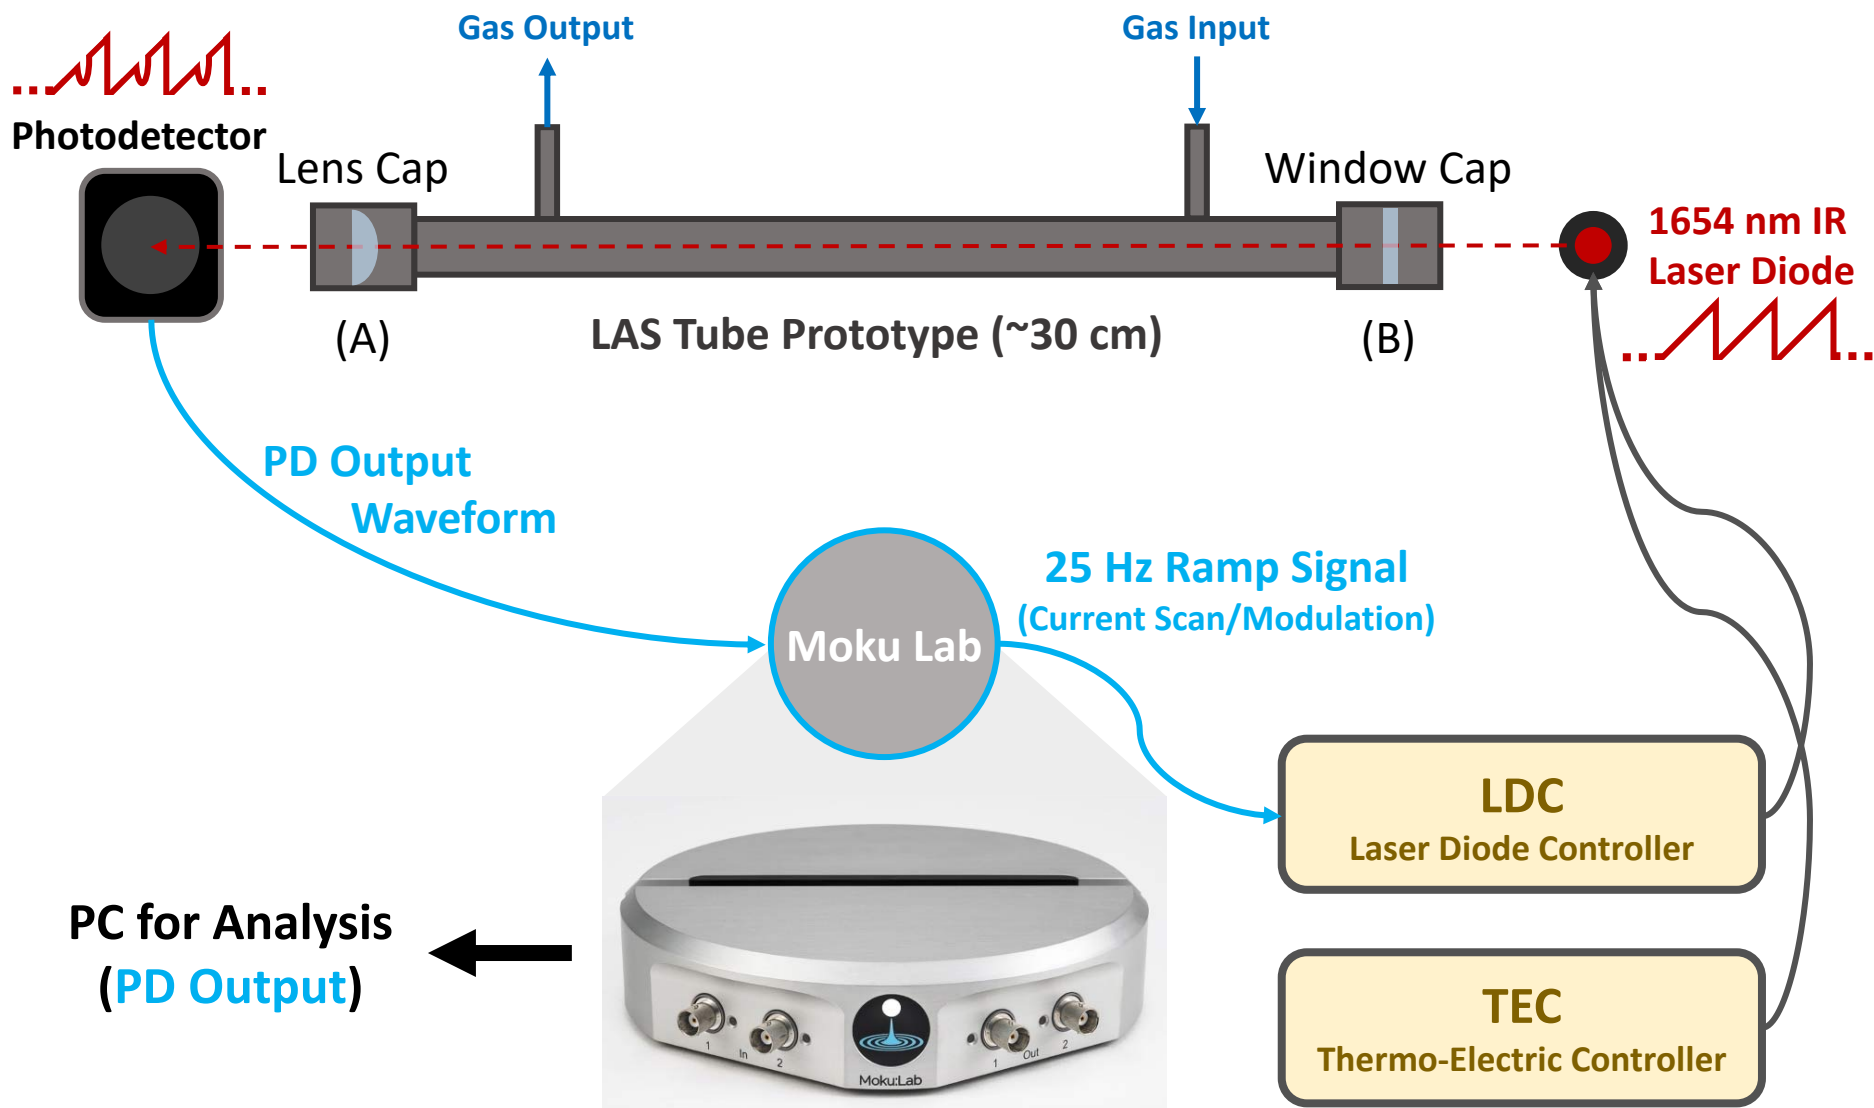 Gas Output
Gas Input
Photodetector
Lens Cap
Window Cap
1654 nm IR
Laser Diode
(A)
LAS Tube Prototype (~30 cm)
(B)
PD Output
Waveform
25 Hz Ramp Signal
(Current Scan/Modulation)
Moku Lab
LDC
Laser Diode Controller
PC for Analysis
(PD Output)
TEC
Thermo-Electric Controller
1 In 2
1 Out 2
Moku:Lab